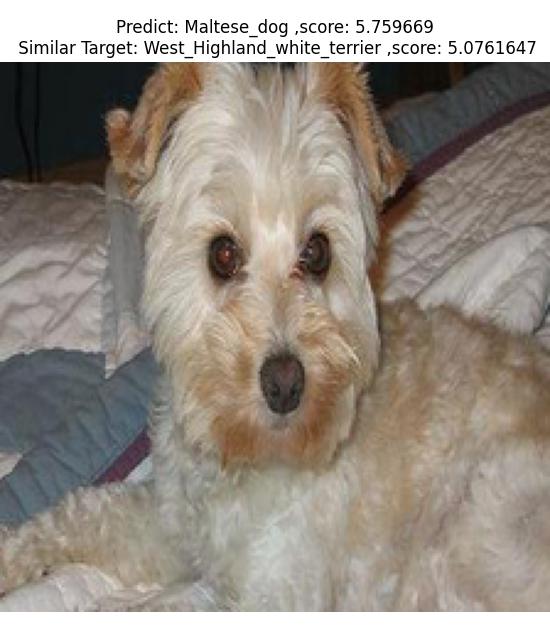 Predict: Maltese_dog ,score: 5.759669
Similar Target: West_Highland_white_terrier ,score: 5.0761647